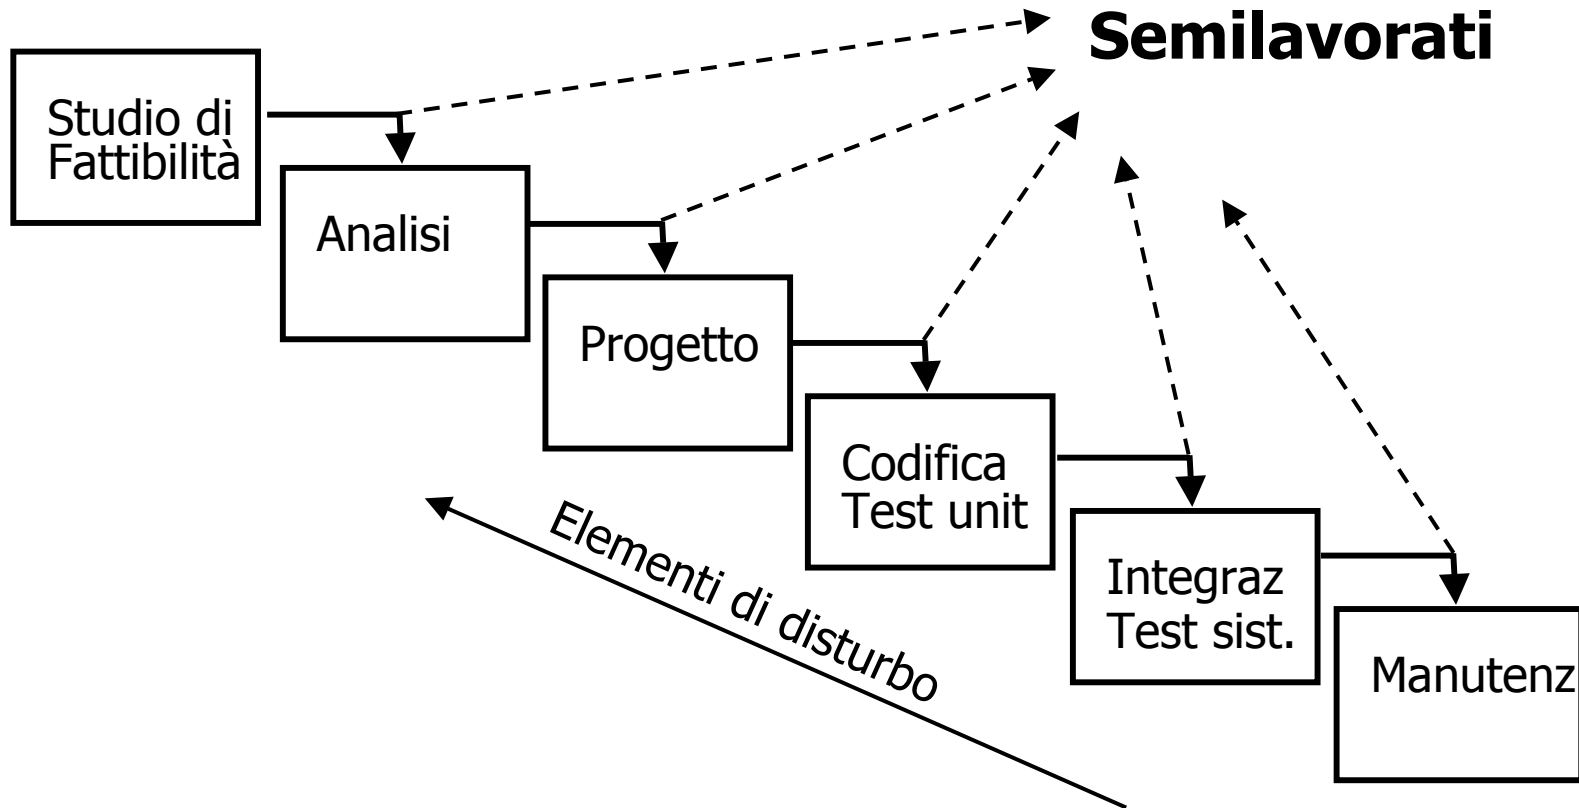 Semilavorati
Studio di
Fattibilità
Analisi
Progetto
Codifica
Test unit
Elementi di disturbo
Integraz
Test sist.
Manutenz